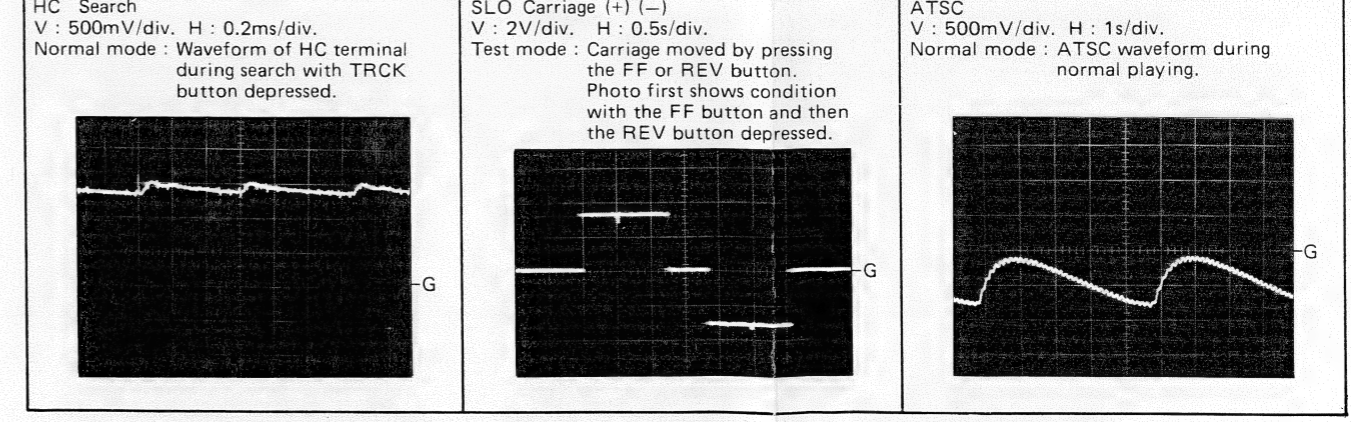 HC Search
V : 500mV/div. H : 0.2ms/div.
Normal mode : Waveform of HC terminal
during search with TRCK
button depressed.
G
SLO Carriage (+) (−)
V : 2V/div. H : 0.5s/div.
Test mode : Carriage moved by pressing
the FF or REV button.
Photo first shows condition
with the FF button and then
the REV button depressed.
G
ATSC
V : 500mV/div. H : 1s/div.
Normal mode : ATSC waveform during
normal playing.
G